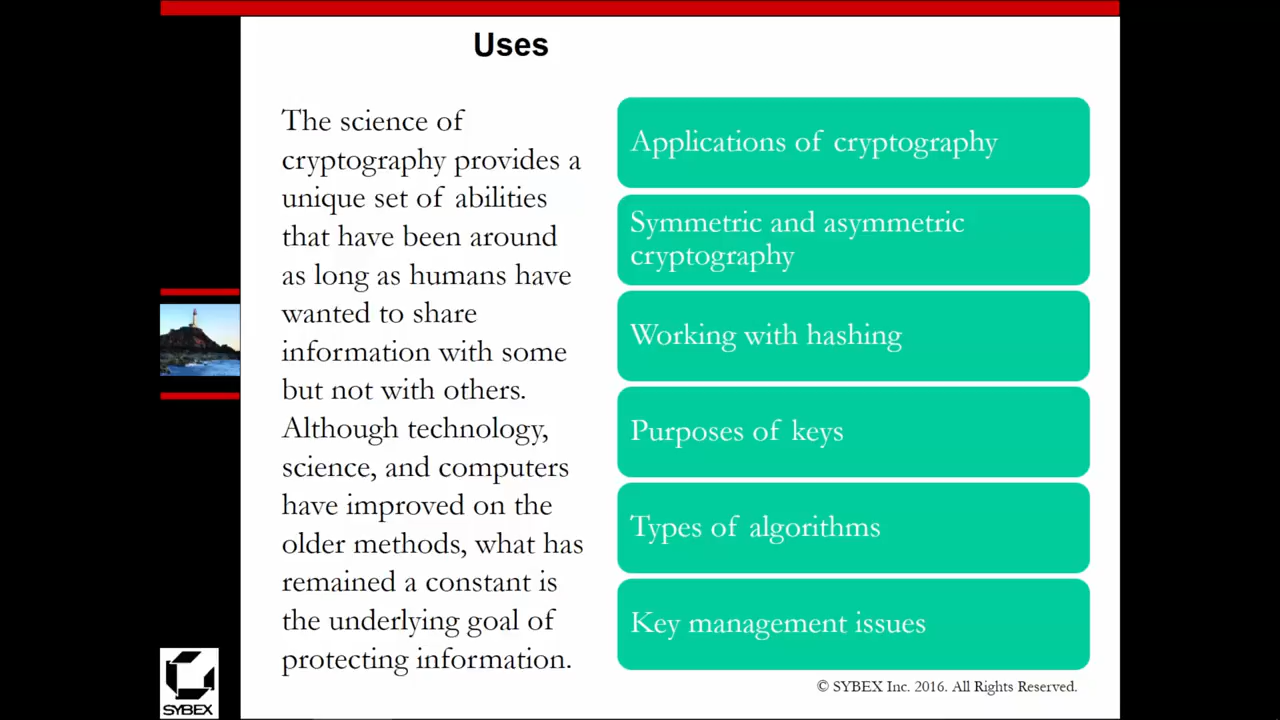 Uses
The science of
cryptography provides a
unique set of abilities
that have been around
as long as humans have
wanted to share
information with some
but not with others.
Although technology,
science, and computers
have improved on the
older methods, what has
remained a constant is
the underlying goal of
protecting information.
Applications of cryptography
Symmetric and asymmetric
cryptography
Working with hashing
Purposes of keys
Types of algorithms
Key management issues
© SYBEX Inc. 2016. All Rights Reserved.
SYBEX